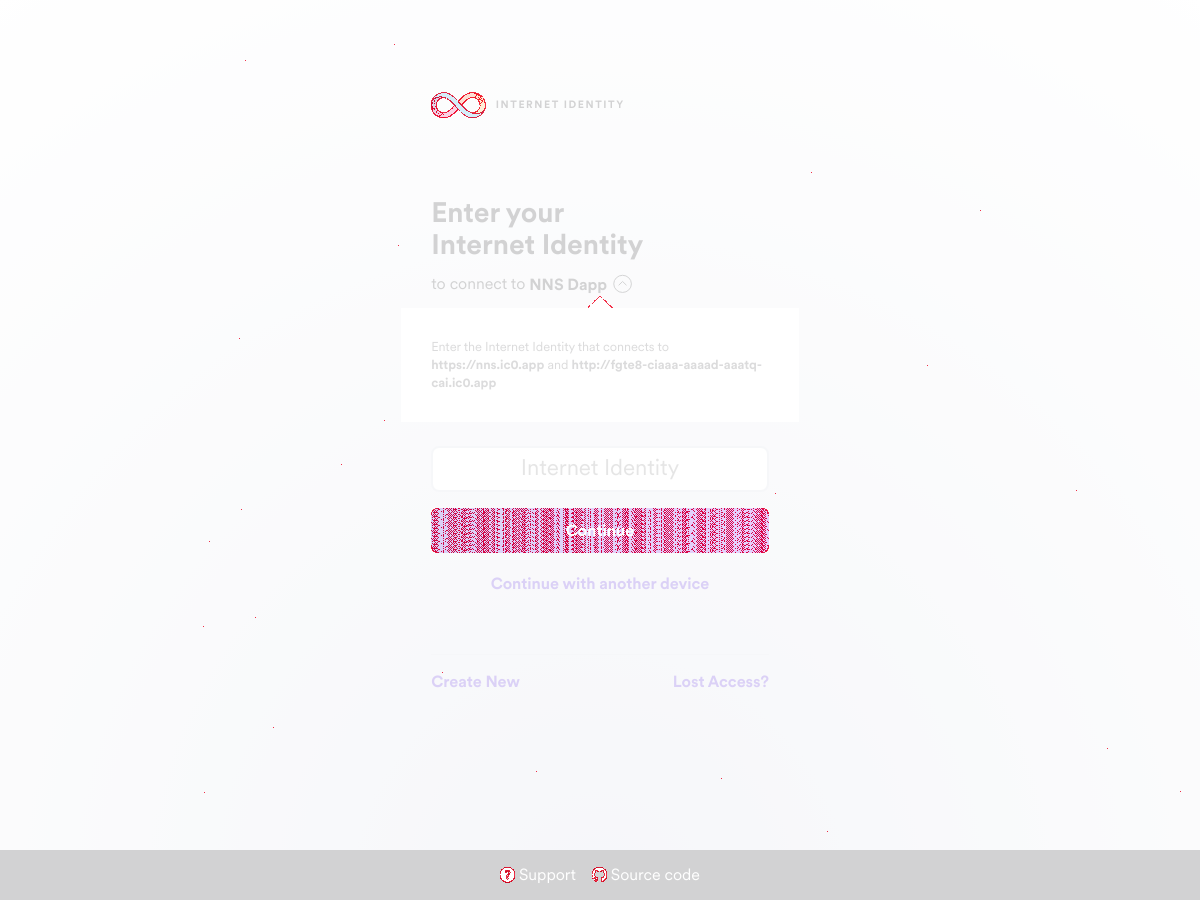 INTERNET IDENTITY
Enter your
Internet Identity
to connect to NNS Dapp
Enter the Internet Identity that connects to
https://nns.ic0.app and http://fgte8-ciaaa-aaaad-aaatq-
cai.ic0.app
Internet Identity
Continue
Continue with another device
Create New
Lost Access?
Support
Source code